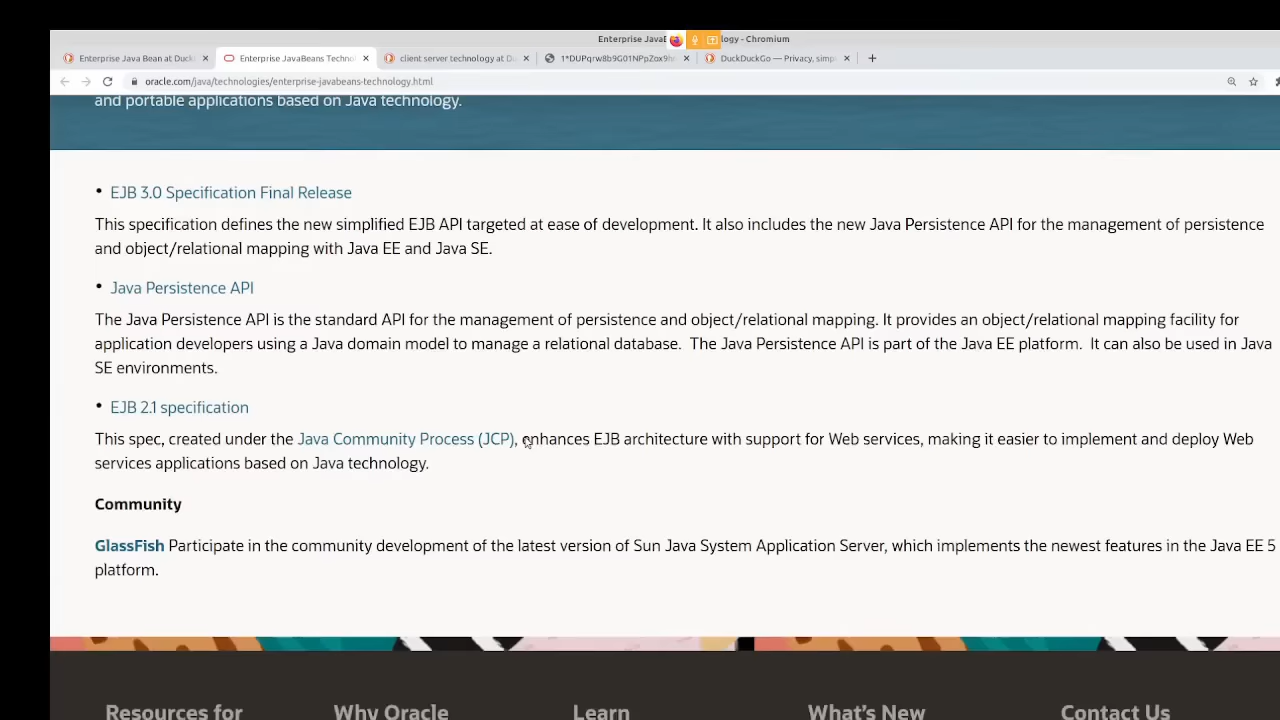 Enterprise JavaE
logy - Chromium
Enterprise Java Bean at Duck
Enterprise JavaBeans Techno
client server technology at Du
DuckDuckGo — Privacy, simp
oracle.com/java/technologies/enterprise-javabeans-technology.html
and portable applications based on Java technology.
• EJB 3.0 Specification Final Release
This specification defines the new simplified EJB API targeted at ease of development. It also includes the new Java Persistence API for the management of persistence
and object/relational mapping with Java EE and Java SE.
• Java Persistence API
The Java Persistence API is the standard API for the management of persistence and object/relational mapping. It provides an object/relational mapping facility for
application developers using a Java domain model to manage a relational database. The Java Persistence API is part of the Java EE platform. It can also be used in Java
SE environments.
• EJB 2.1 specification
This spec, created under the Java Community Process (JCP), enhances EJB architecture with support for Web services, making it easier to implement and deploy Web
services applications based on Java technology.
Community
GlassFish Participate in the community development of the latest version of Sun Java System Application Server, which implements the newest features in the Java EE 5
platform.
Resources for
Why Oracle
Learn
What's New
Contact Us